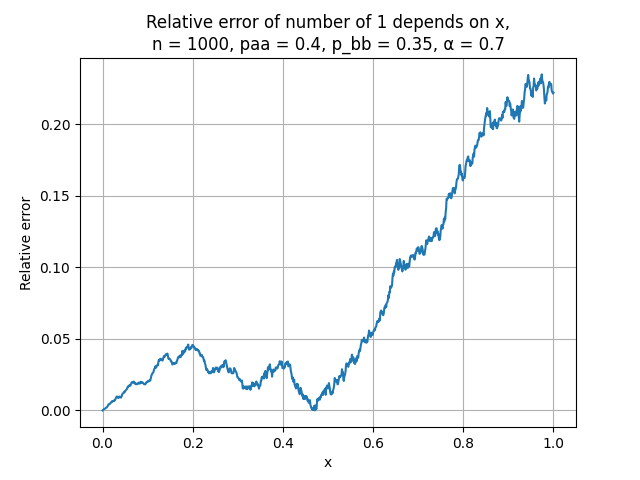 Relative error of number of 1 depends on x,
n = 1000, paa = 0.4, p_bb = 0.35, α = 0.7
Relative error
0.20
0.15
0.10
0.05
0.00
0.0 0.2 0.4 0.6 0.8 1.0
x